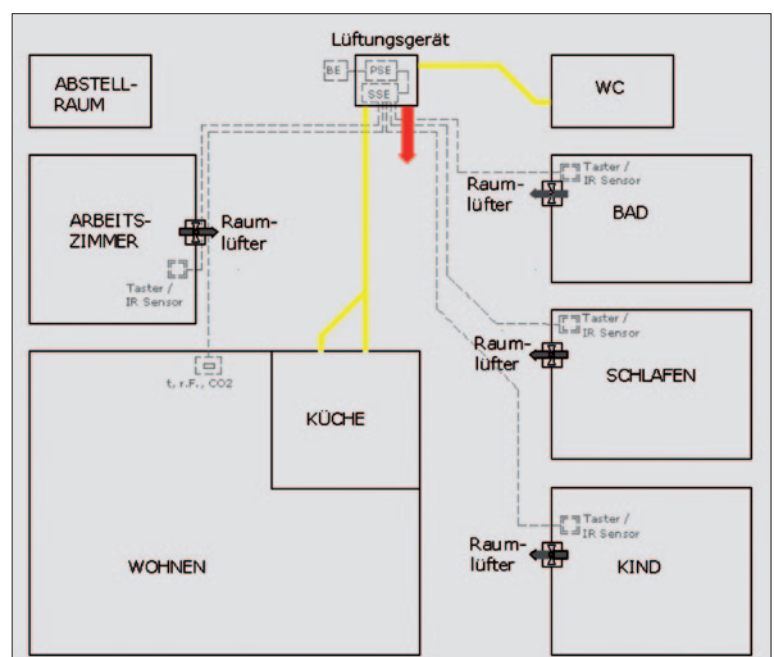 Lüftungsgerät
BE
PSE
SSE
ABSTELL-
RAUM
WC
Taster /
IR Sensor
Raum-
lüfter
BAD
ARBEITS-
ZIMMER
Raum-
lüfter
Taster /
IR Sensor
Taster /
IR Sensor
Raum-
lüfter
SCHLAFEN
t, r.F., CO2
KÜCHE
WOHNEN
Taster /
IR Sensor
Raum-
lüfter
KIND